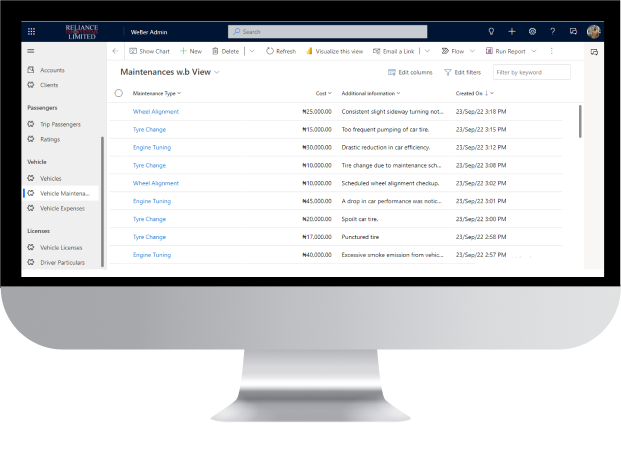 RELIANCE
LIMITED
WeBer Admin
Search
Show Chart
New
Delete
Refresh
Visualize this view
Email a Link
Flow
Run Report
Accounts
Clients
Passengers
Trip Passengers
Ratings
Vehicle
Vehicles
Vehicle Maintena...
Vehicle Expenses
Licenses
Vehicle Licenses
Driver Particulars
Maintenances w.b View
Edit columns
Edit filters
Filter by keyword
Maintenance Type Cost Additional Information Created On
Wheel Alignment ₦25,000.00 Consistent slight sideway turning not... 23/Sep/22 3:18 PM
Tyre Change ₦15,000.00 Too frequent pumping of car tire. 23/Sep/22 3:15 PM
Engine Tuning ₦30,000.00 Drastic reduction in car efficiency. 23/Sep/22 3:12 PM
Tyre Change ₦10,000.00 Tire change due to maintenance sch... 23/Sep/22 3:08 PM
Wheel Alignment ₦10,000.00 Scheduled wheel alignment checkup. 23/Sep/22 3:02 PM
Engine Tuning ₦45,000.00 A drop in car performance was notic... 23/Sep/22 3:01 PM
Tyre Change ₦20,000.00 Spoilt car tire. 23/Sep/22 3:00 PM
Tyre Change ₦17,000.00 Punctured tire 23/Sep/22 2:58 PM
Engine Tuning ₦40,000.00 Excessive smoke emission from vehic... 23/Sep/22 2:57 PM